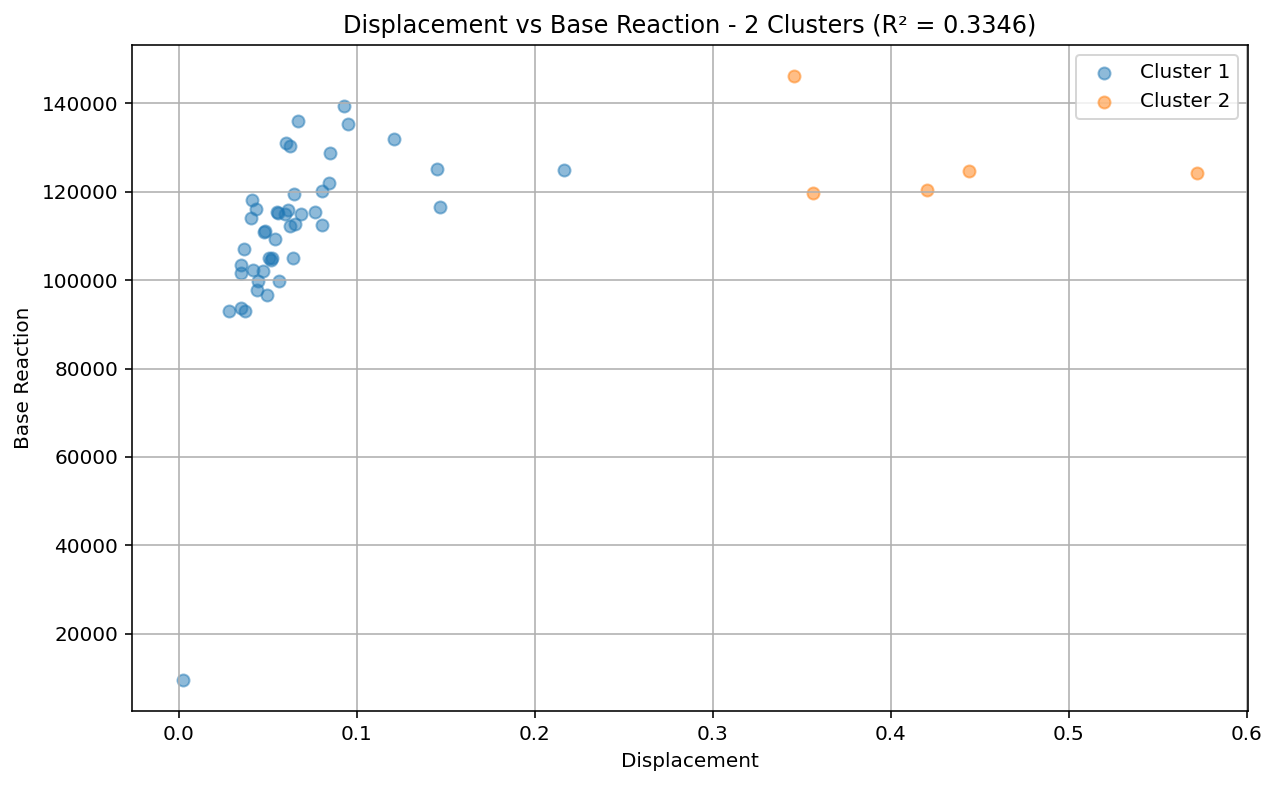 Displacement vs Base Reaction - 2 Clusters (R² = 0.3346)
Cluster 1
Cluster 2
Base Reaction
140000
120000
100000
80000
60000
40000
20000
0.0 0.1 0.2 0.3 0.4 0.5 0.6
Displacement